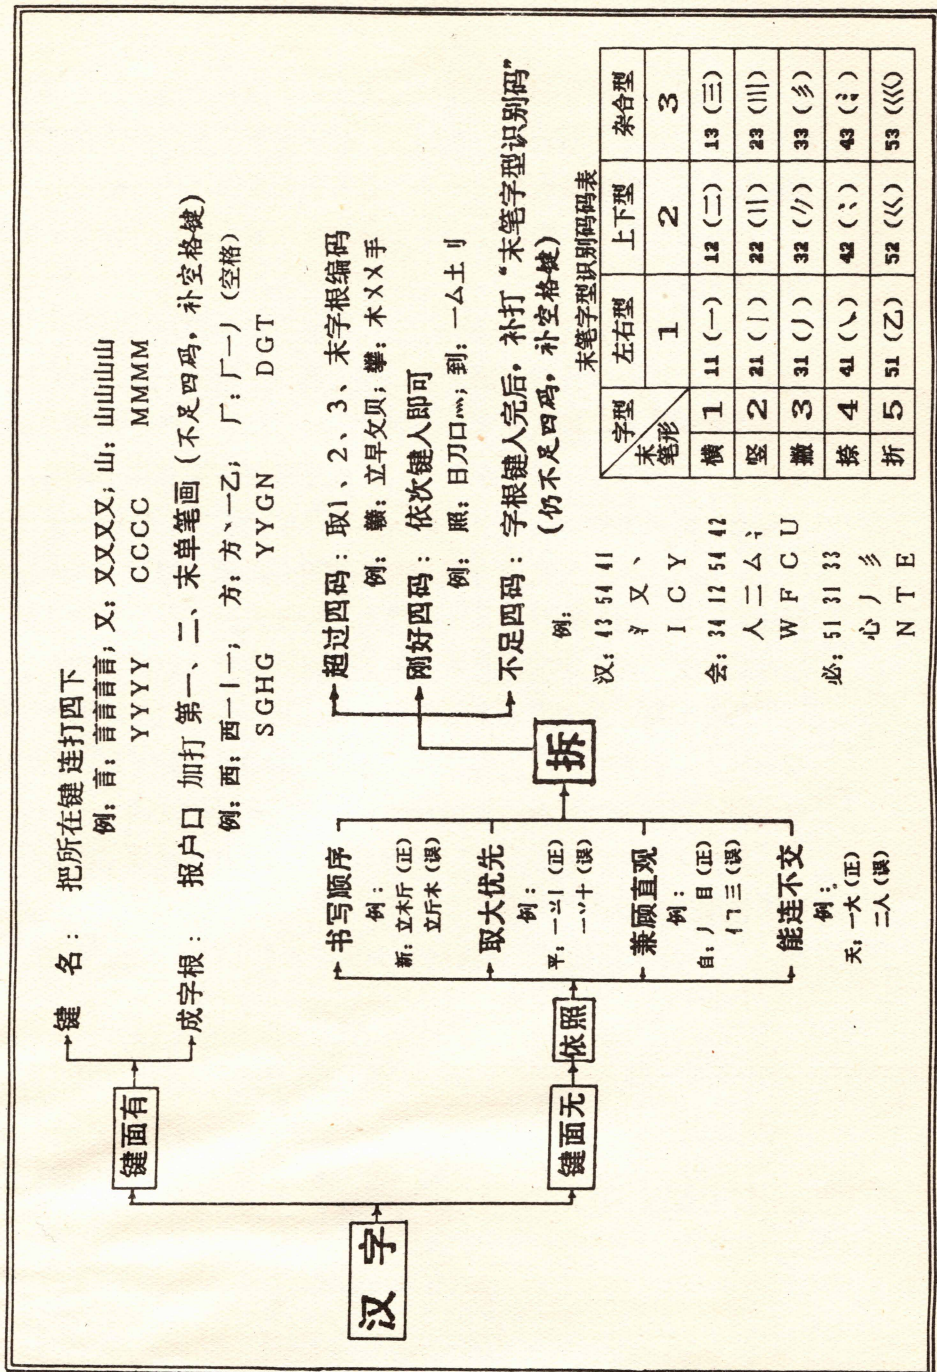 汉 字
键面有
键　名： 把所在键 连打四下
例：言：言言言言；又：又又又又；山：山山山山
YYYY CCCC MMMM
成字根： 报户口 加打 第一、二、末单笔画（不足四码，补空格键）
例：西：西一丨一； 方：方丶一乙； 厂：厂一丿（空格）
SGHG YYGN DGT
键面无
依照
书写顺序
例：
新：立木斤（正）
立斤木（误）
取大优先
例：
平：一䒑丨（正）
一丷十（误）
兼顾直观
例：
自：丿 目（正）
亻㇆三（误）
能连不交
例：
天：一大（正）
二人（误）
拆
超过四码：取1、2、3、末字根编码
例：赣：立早夂贝；攀：木㐅㐅手
刚好四码：依次键人即可
例：照：日刀口灬；到：一厶土刂
不足四码：字根键人完后，补打“末笔字型识别码”
（仍不足四码，补空格键）
例：
汉：43 54 41
氵 又 丶
I C Y
会：34 12 54 42
人 二 厶 冫
W F C U
必：51 31 33
心 丿 彡
N T E
末笔字型识别码码表
字型 末笔形 左右型 1 上下型 2 杂合型 3
横 1 11（一） 12（二） 13（三）
竖 2 21（丨） 22（刂） 23（川）
撇 3 31（丿） 32（〃） 33（彡）
捺 4 41（㇏） 42（冫） 43（氵）
折 5 51（乙） 52（巜） 53（巛）